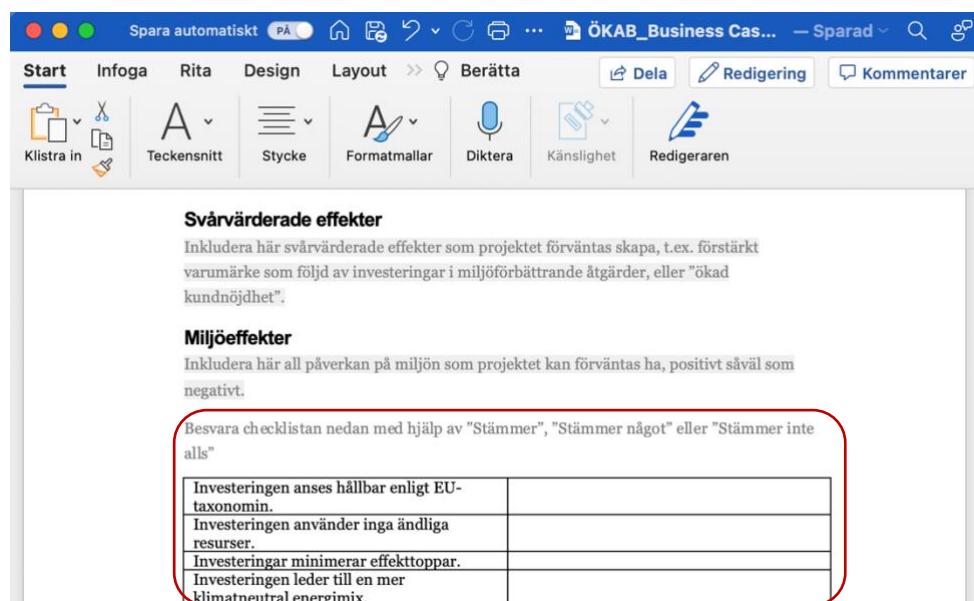 Spara automatiskt PÅ ÖKAB_Business Cas... — Sparad
Start Infoga Rita Design Layout >> Berätta Dela Redigering Kommentarer
Klistra in Teckensnitt Stycke Formatmallar Diktera Känslighet Redigeraren
Svårvärderade effekter
Inkludera här svårvärderade effekter som projektet förväntas skapa, t.ex. förstärkt
varumärke som följd av investeringar i miljöförbättrande åtgärder, eller ”ökad
kundnöjdhet”.
Miljöeffekter
Inkludera här all påverkan på miljön som projektet kan förväntas ha, positivt såväl som
negativt.
Besvara checklistan nedan med hjälp av ”Stämmer”, ”Stämmer något” eller ”Stämmer inte
alls”
Investeringen anses hållbar enligt EU-
taxonomin.
Investeringen använder inga ändliga
resurser.
Investeringar minimerar effekttoppar.
Investeringen leder till en mer
klimatneutral energimix.